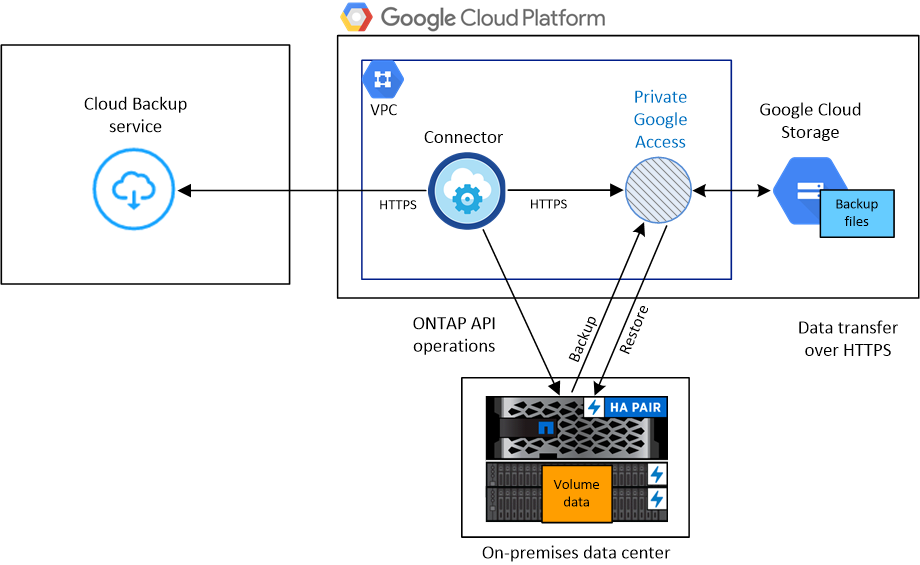 Google Cloud Platform
Cloud Backup
service
VPC
Connector
Private
Google
Access
Google Cloud
Storage
HTTPS
HTTPS
Backup
files
ONTAP API
operations
Backup
Restore
Data transfer
over HTTPS
HA PAIR
Volume
data
On-premises data center